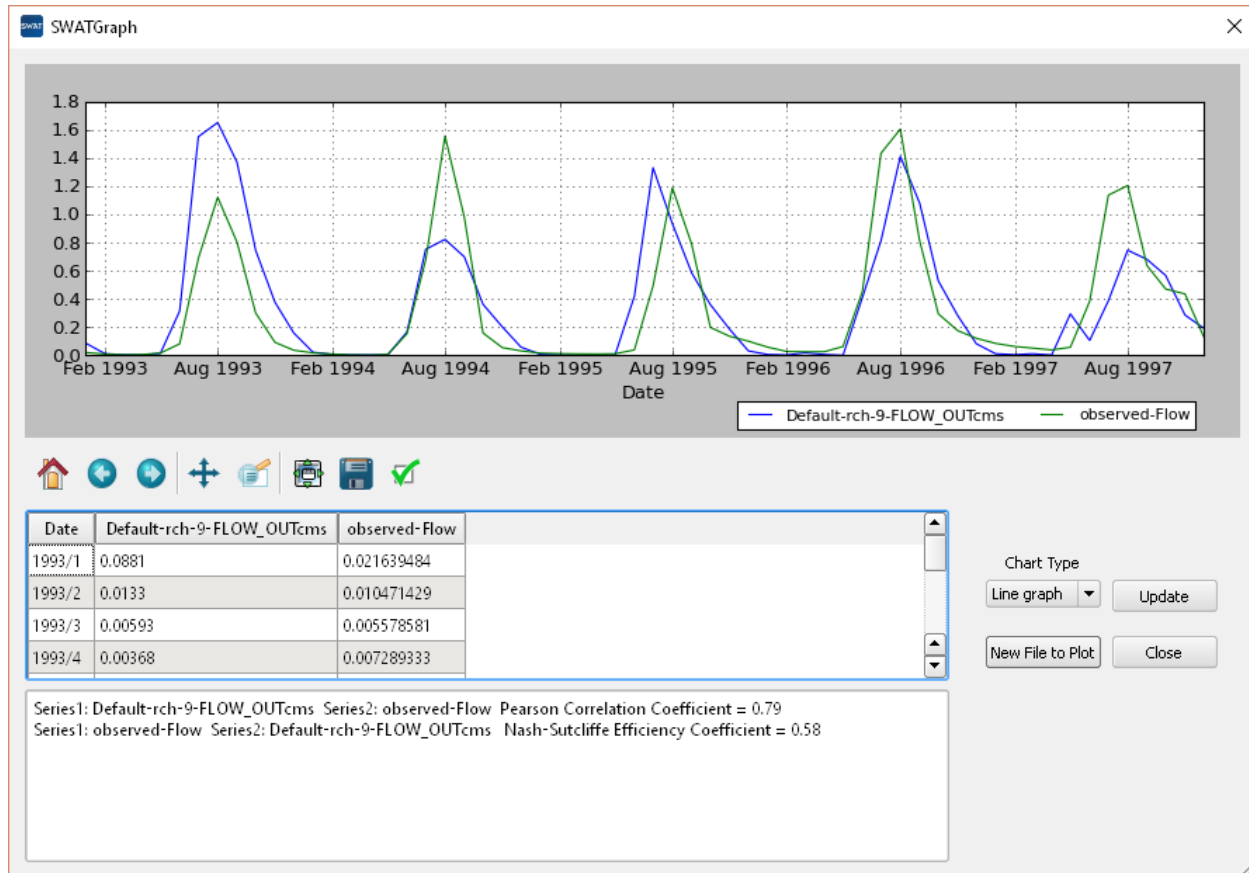 SWAT SWATGraph
1.8
1.6
1.4
1.2
1.0
0.8
0.6
0.4
0.2
0.0
Feb 1993 Aug 1993 Feb 1994 Aug 1994 Feb 1995 Aug 1995 Feb 1996 Aug 1996 Feb 1997 Aug 1997
Date
Default-rch-9-FLOW_OUTcms observed-Flow
Date Default-rch-9-FLOW_OUTcms observed-Flow
1993/1 0.0881 0.021639484
1993/2 0.0133 0.010471429
1993/3 0.00593 0.005578581
1993/4 0.00368 0.007289333
Chart Type
Line graph Update
New File to Plot Close
Series1: Default-rch-9-FLOW_OUTcms Series2: observed-Flow Pearson Correlation Coefficient = 0.79
Series1: observed-Flow Series2: Default-rch-9-FLOW_OUTcms Nash-Sutcliffe Efficiency Coefficient = 0.58